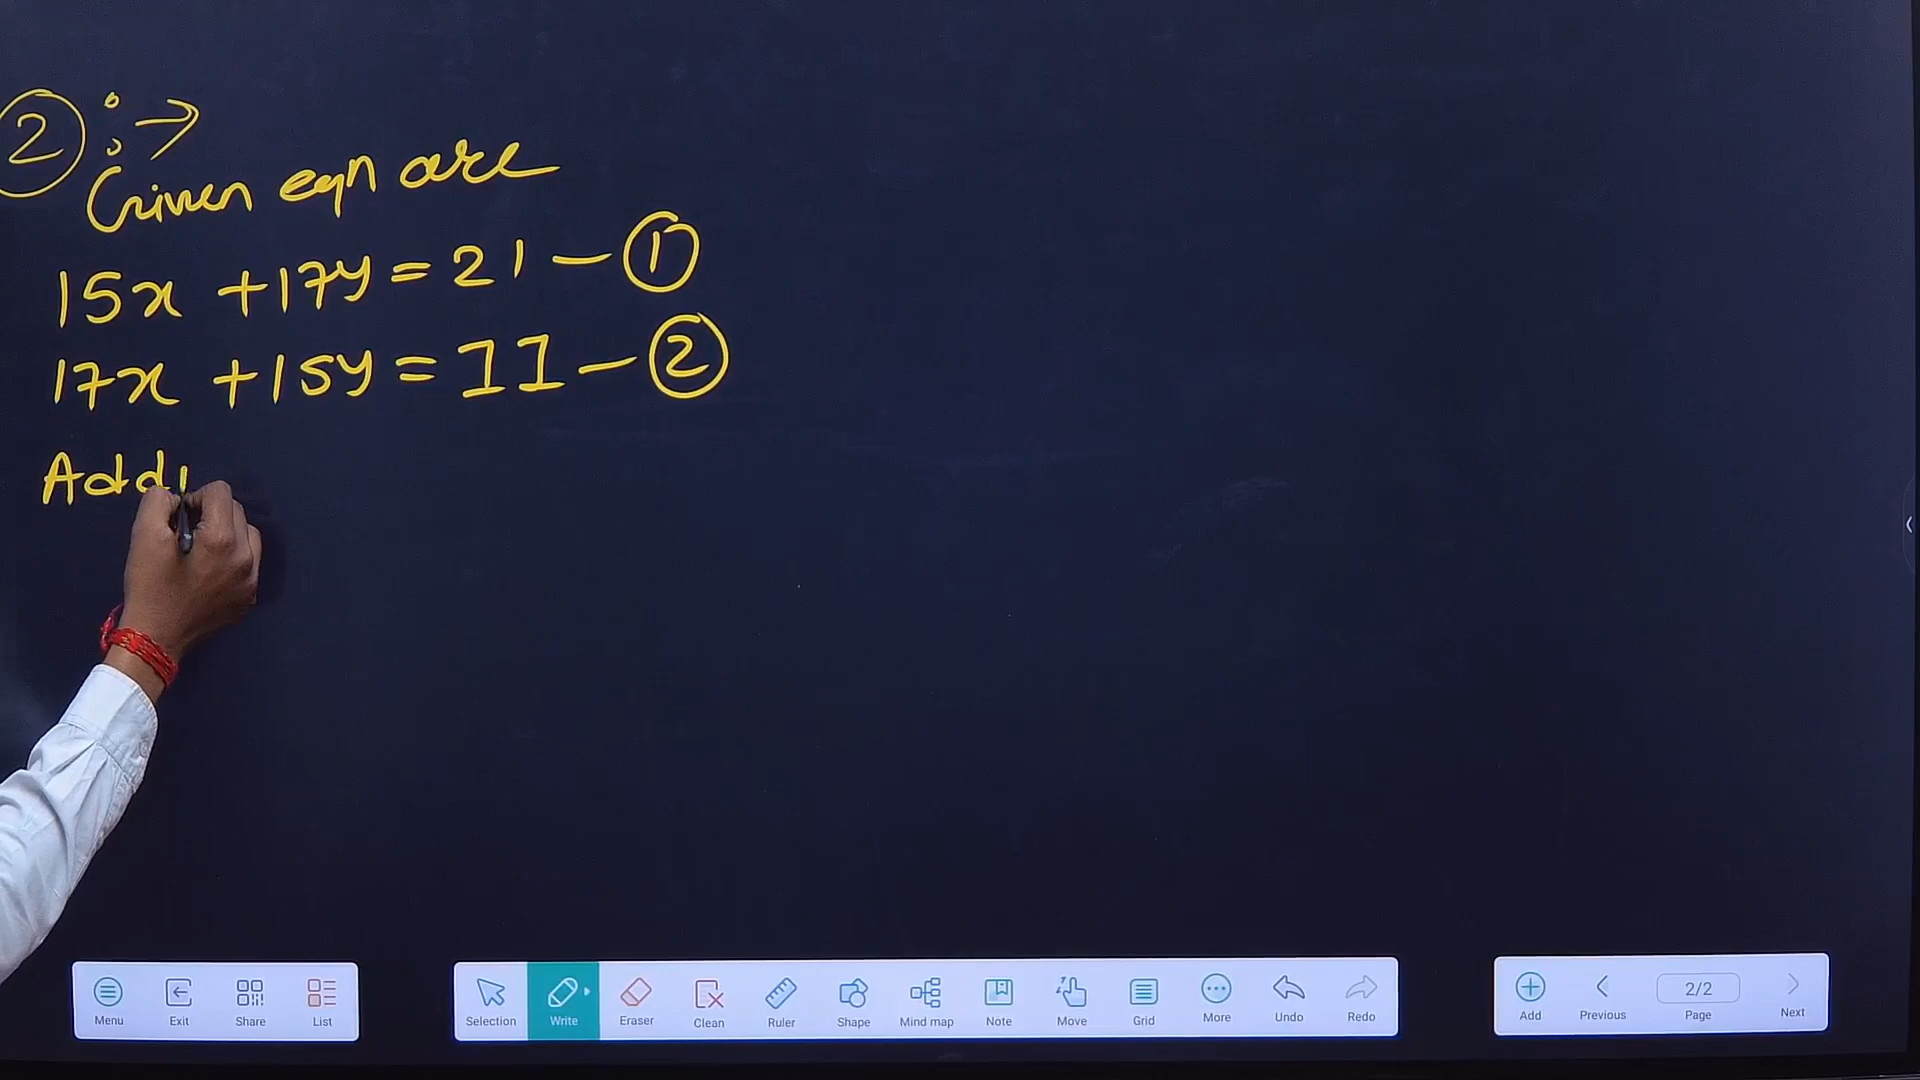 ② :→
Given eqn are
15x + 17y = 21 — ①
17x + 15y = 11 — ②
Addi
Menu Exit Share List
Selection Write Eraser Clean Ruler Shape Mind map Note Move Grid More Undo Redo
Add Previous 2/2 Page Next